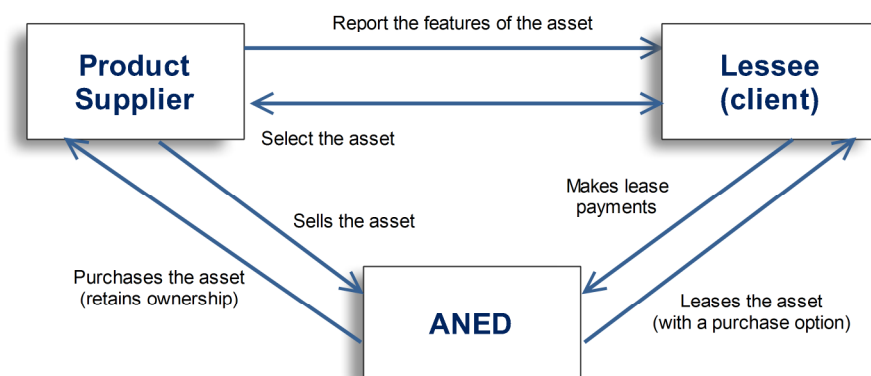 Report the features of the asset
Product
Supplier
Lessee
(client)
Select the asset
Makes lease
payments
Sells the asset
Purchases the asset
(retains ownership)
Leases the asset
(with a purchase option)
ANED